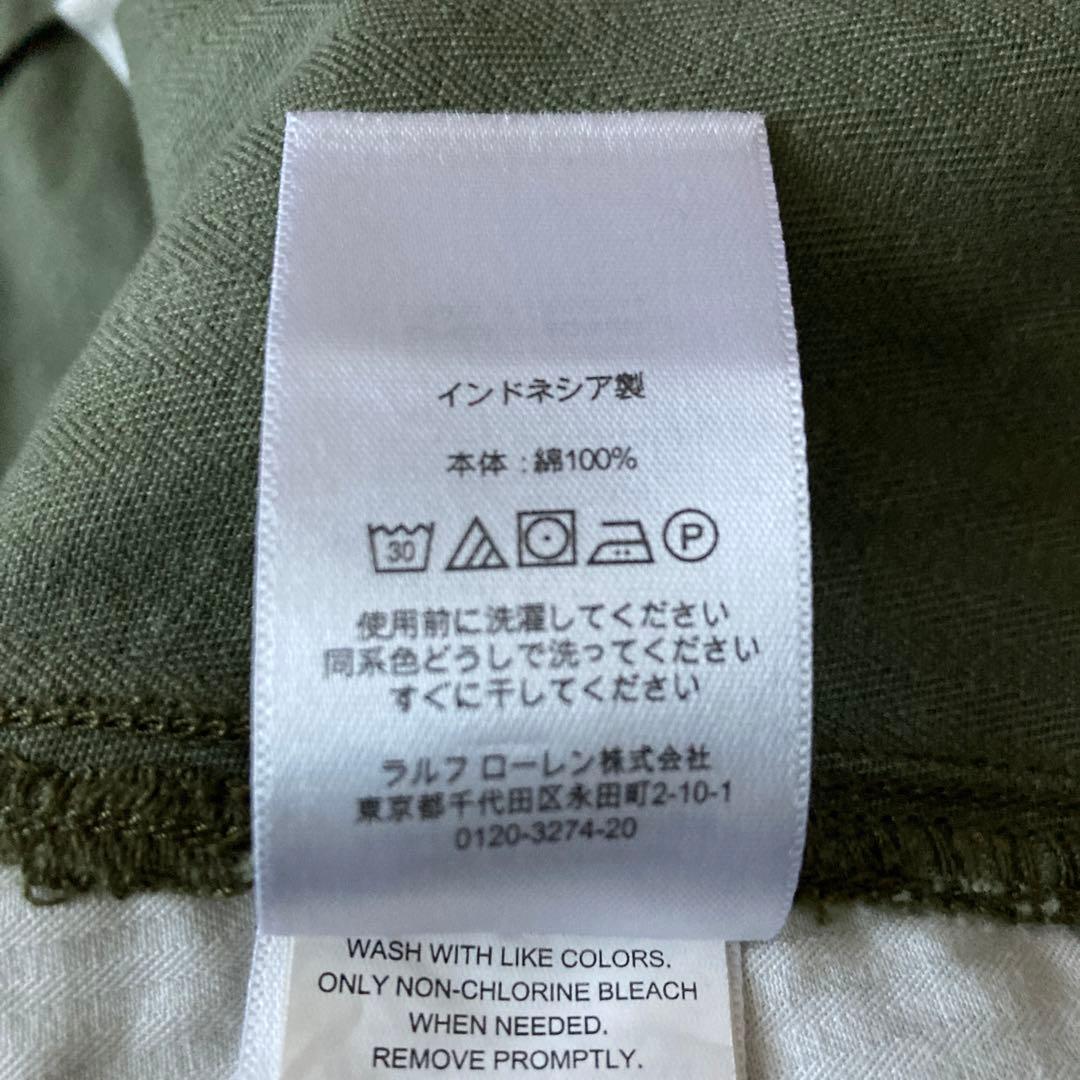 インドネシア製
本体 : 綿100%
30
P
使用前に洗濯してください
同系色どうしで洗ってください
すぐに干してください
ラルフ ローレン株式会社
東京都千代田区永田町2-10-1
0120-3274-20
WASH WITH LIKE COLORS.
ONLY NON-CHLORINE BLEACH
WHEN NEEDED.
REMOVE PROMPTLY.